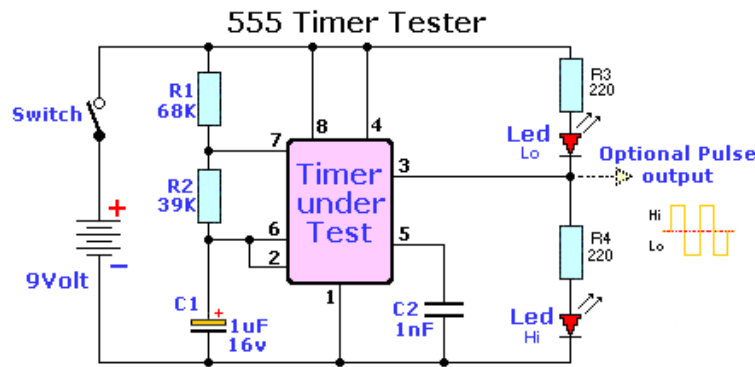 555 Timer Tester
R1
68K
8
4
R3
220
Switch
7
Led
Lo
3
Optional Pulse
output
Timer
under
Test
R2
39K
Hi
Lo
+
6
5
R4
220
2
9Volt
–
C1
+
1uF
16v
1
C2
1nF
Led
Hi